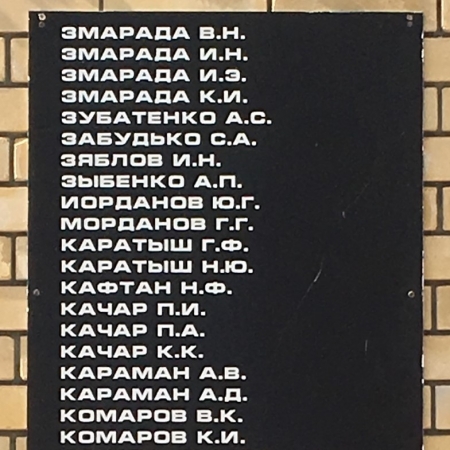 ЗМАРАДА В.Н.
ЗМАРАДА И.Н.
ЗМАРАДА И.Э.
ЗМАРАДА К.И.
ЗУБАТЕНКО А.С.
ЗАБУДЬКО С.А.
ЗЯБЛОВ И.Н.
ЗЫБЕНКО А.П.
ИОРДАНОВ Ю.Г.
МОРДАНОВ Г.Г.
КАРАТЫШ Г.Ф.
КАРАТЫШ Н.Ю.
КАФТАН Н.Ф.
КАЧАР П.И.
КАЧАР П.А.
КАЧАР К.К.
КАРАМАН А.В.
КАРАМАН А.Д.
КОМАРОВ В.К.
КОМАРОВ К.И.